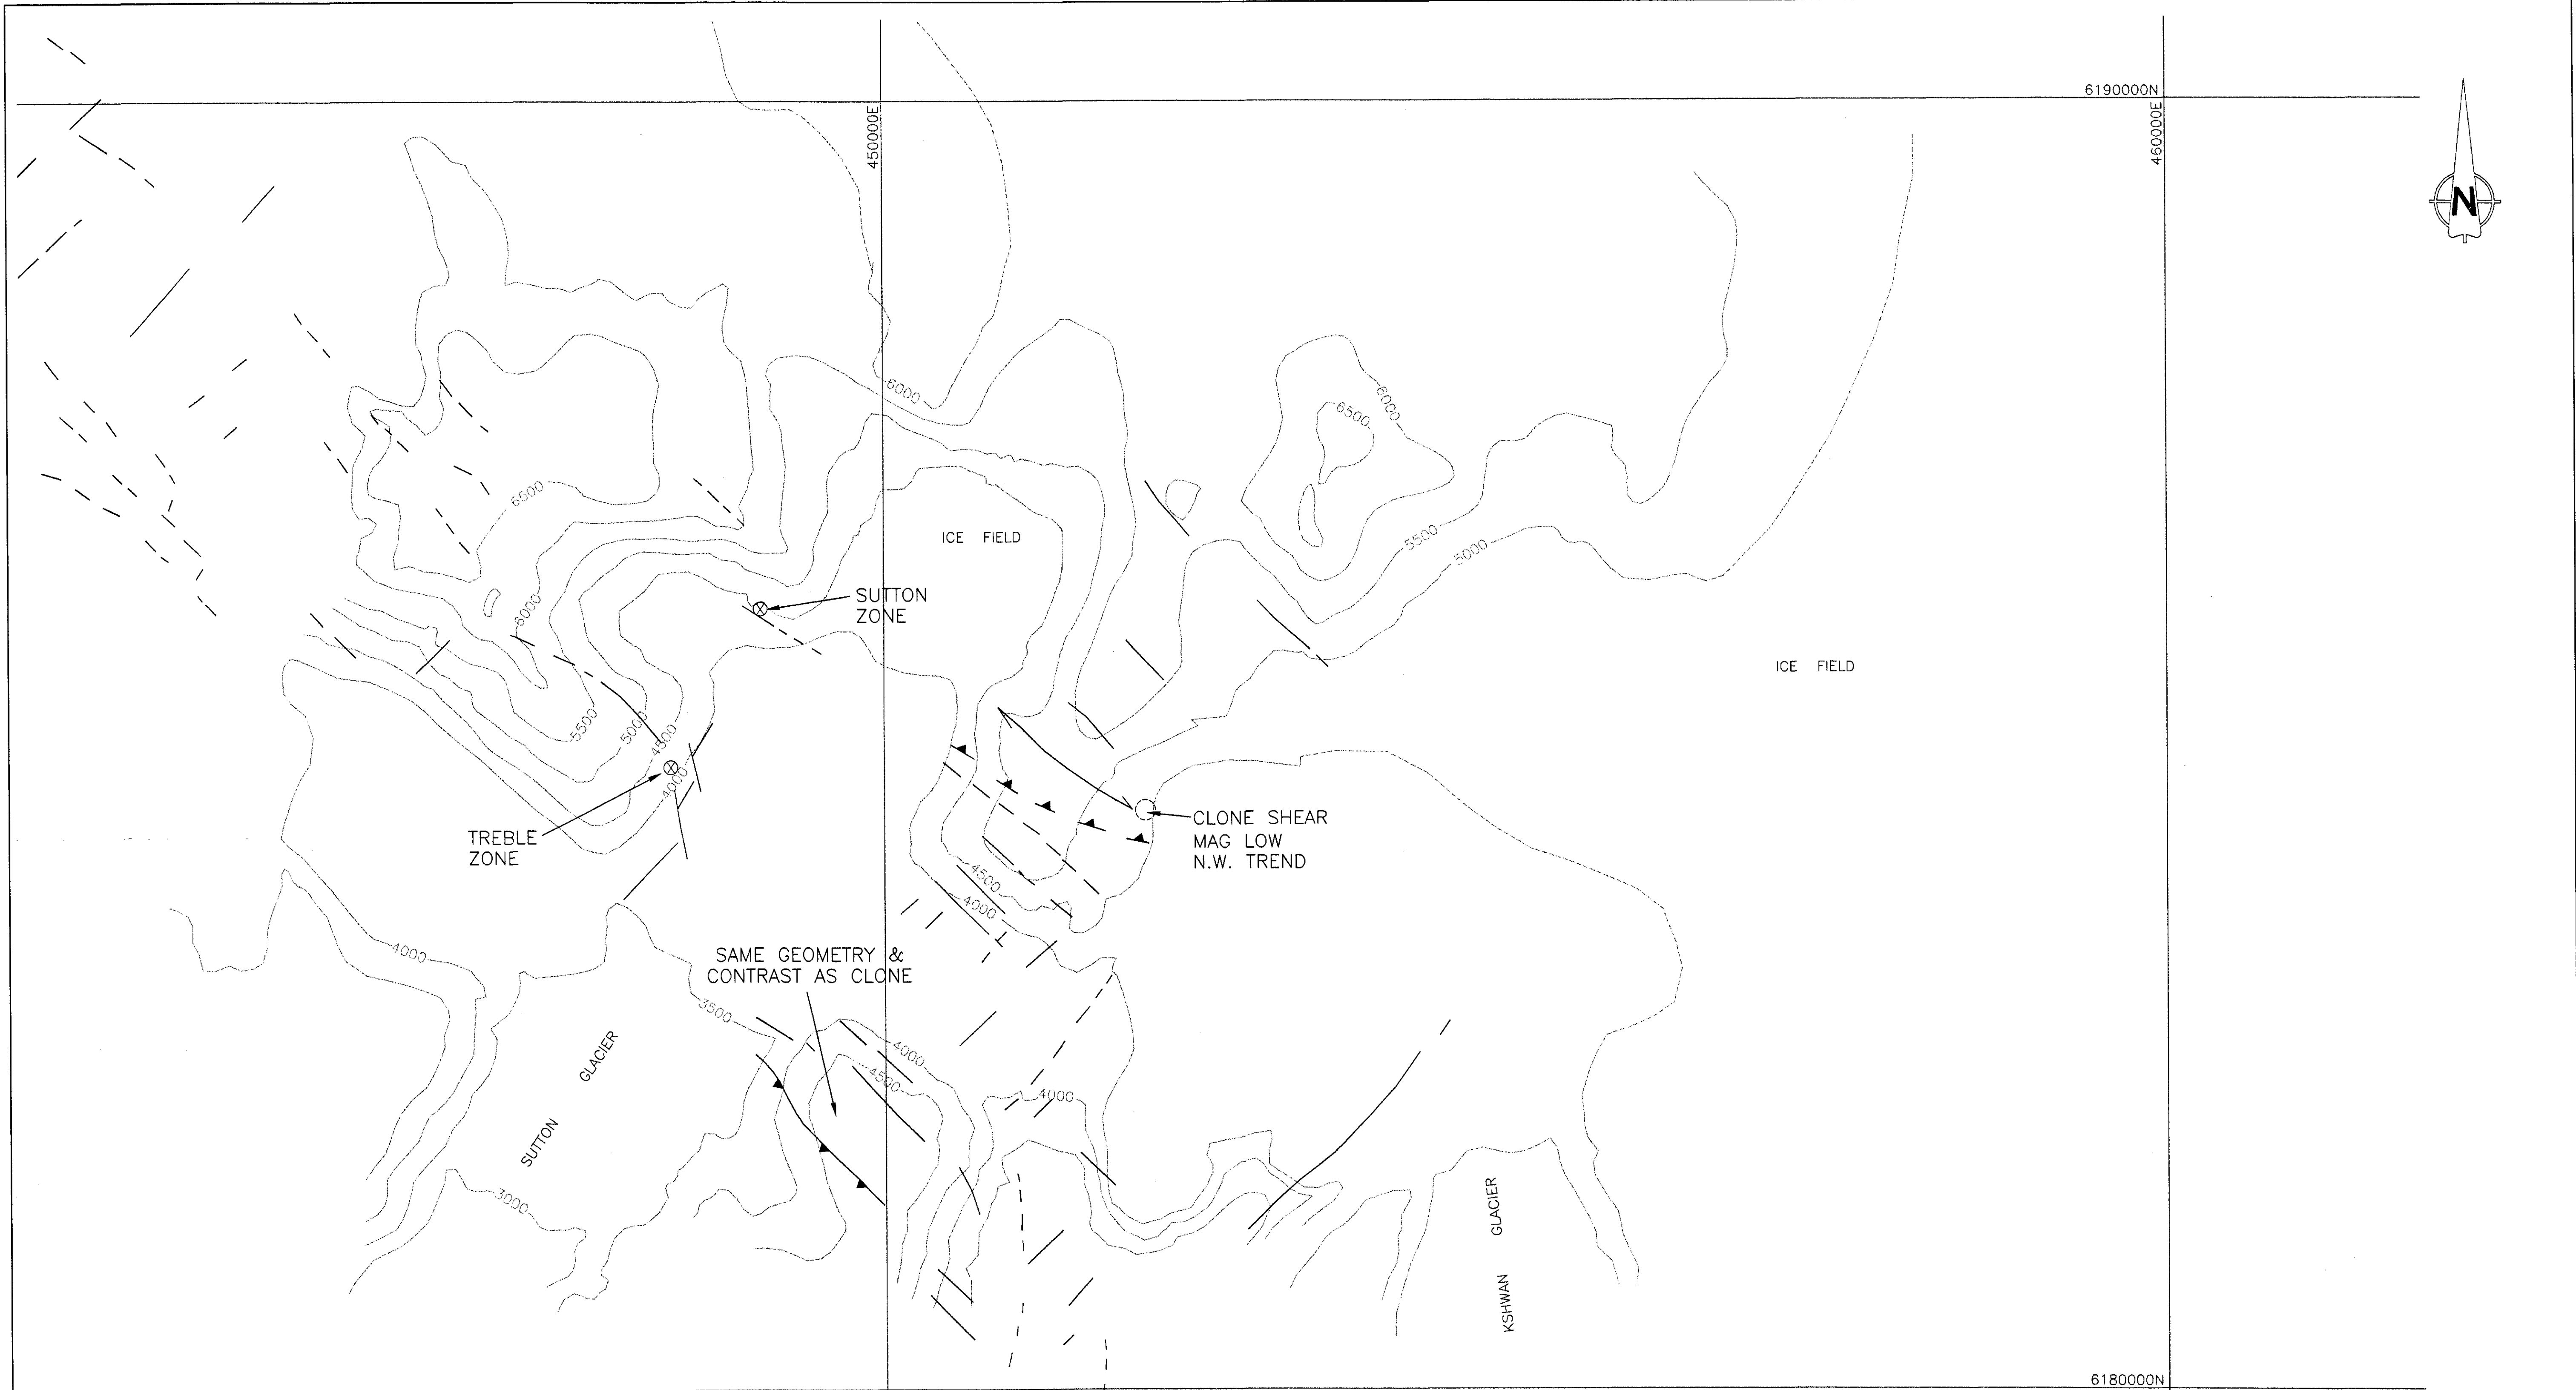 6190000N
450000E
460000E
N
6000
6000
6500
6500
5500
5000
ICE FIELD
SUTTON
ZONE
6000
ICE FIELD
5500
5000
4500
4000
TREBLE
ZONE
CLONE SHEAR
MAG LOW
N.W. TREND
4500
4000
4000
SAME GEOMETRY &
CONTRAST AS CLONE
3500
4000
4500
4000
SUTTON GLACIER
3000
KSHWAN GLACIER
6180000N